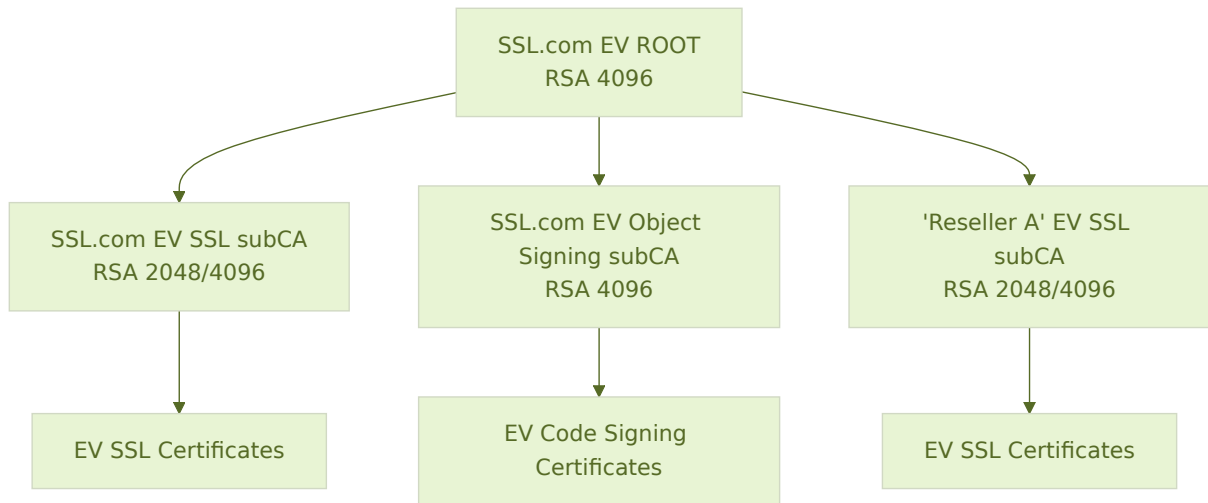 SSL.com EV ROOT
RSA 4096
SSL.com EV SSL subCA
RSA 2048/4096
SSL.com EV Object
Signing subCA
RSA 4096
'Reseller A' EV SSL
subCA
RSA 2048/4096
EV SSL Certificates
EV Code Signing
Certificates
EV SSL Certificates